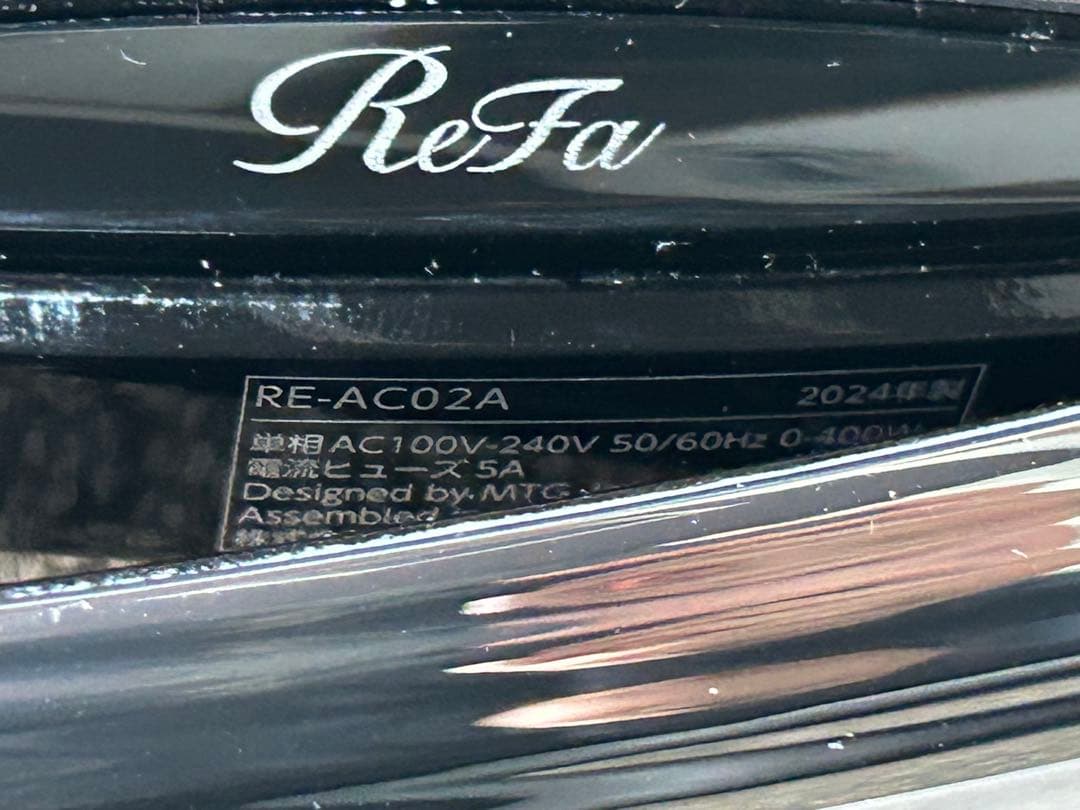 ReFa
RE-AC02A 2024年製
単相 AC100V-240V 50/60Hz
電流ヒューズ 5A
Designed by MTG
Assembled